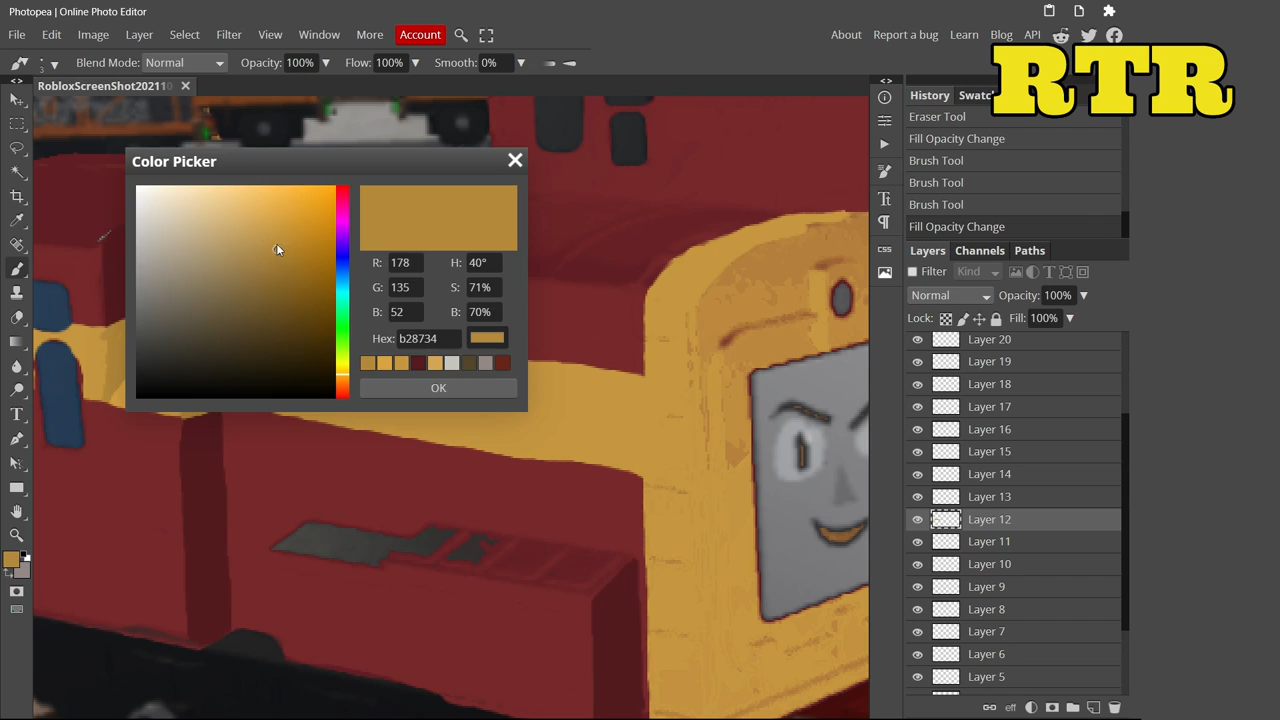 Photopea | Online Photo Editor
File Edit Image Layer Select Filter View Window More Account
About Report a bug Learn Blog API
3 Blend Mode: Normal Opacity: 100% Flow: 100% Smooth: 0%
RTR
RobloxScreenShot202110
Color Picker
R: 178 H: 40°
G: 135 S: 71%
B: 52 B: 70%
Hex: b28734
OK
CSS
History Swatc
Eraser Tool
Fill Opacity Change
Brush Tool
Brush Tool
Brush Tool
Fill Opacity Change
Layers Channels Paths
Filter Kind
Normal Opacity: 100%
Lock: Fill: 100%
Layer 20
Layer 19
Layer 18
Layer 17
Layer 16
Layer 15
Layer 14
Layer 13
Layer 12
Layer 11
Layer 10
Layer 9
Layer 8
Layer 7
Layer 6
Layer 5
eff